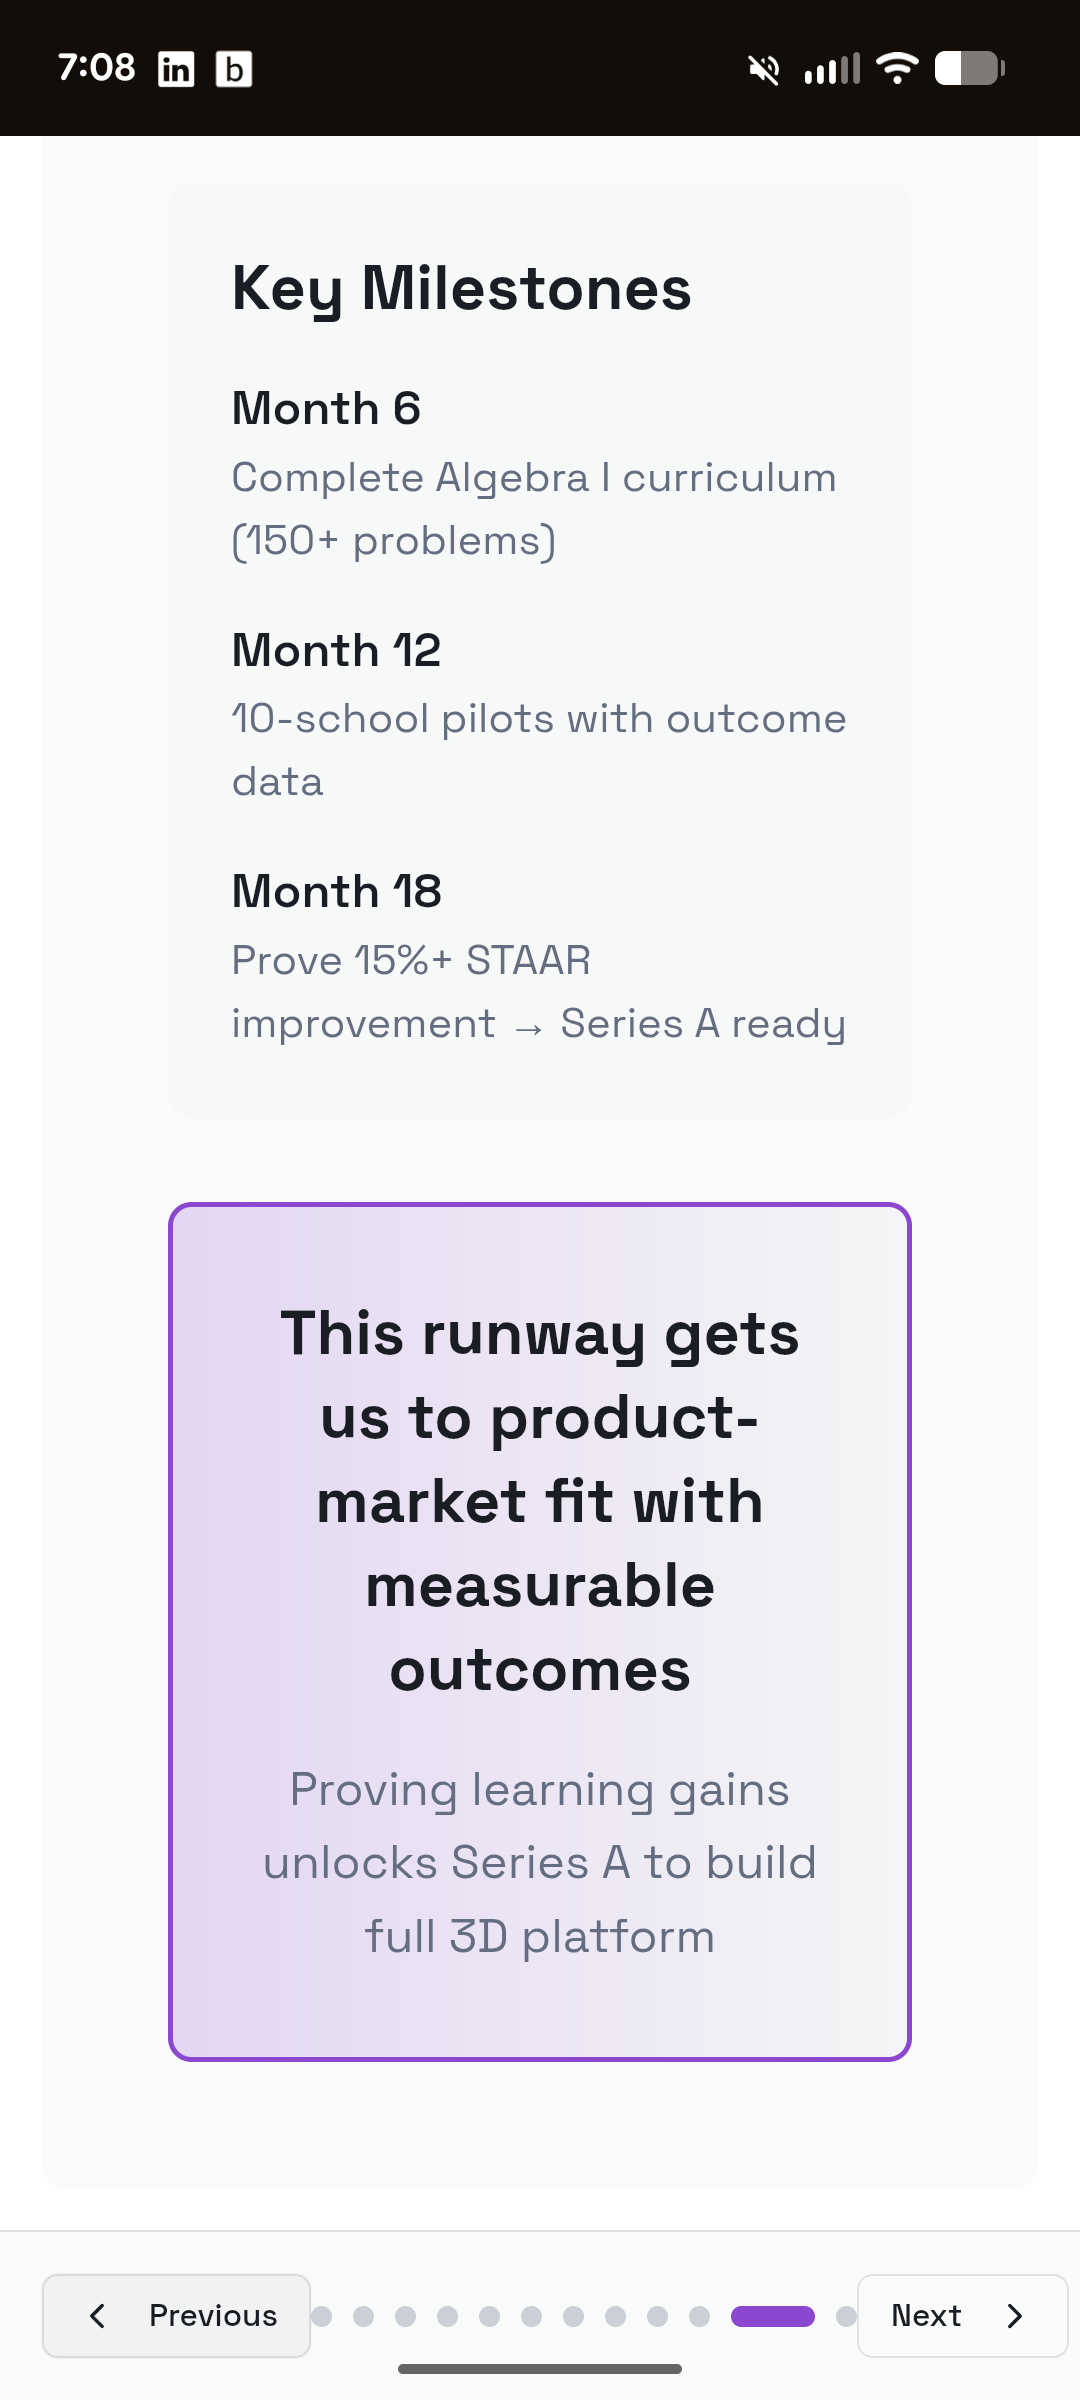 7:08
in
b
Key Milestones
Month 6
Complete Algebra I curriculum
(150+ problems)
Month 12
10-school pilots with outcome
data
Month 18
Prove 15%+ STAAR
improvement → Series A ready
This runway gets
us to product-
market fit with
measurable
outcomes
Proving learning gains
unlocks Series A to build
full 3D platform
Previous
Next